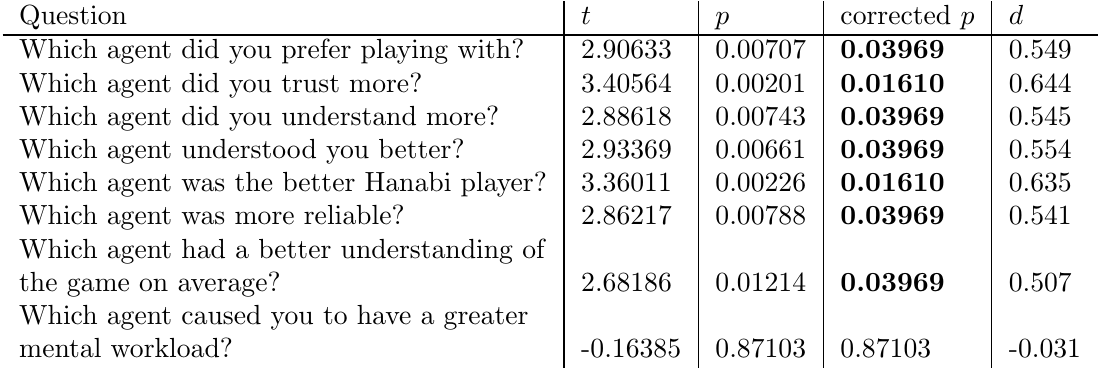 Question t p corrected p d
Which agent did you prefer playing with? 2.90633 0.00707 0.03969 0.549
Which agent did you trust more? 3.40564 0.00201 0.01610 0.644
Which agent did you understand more? 2.88618 0.00743 0.03969 0.545
Which agent understood you better? 2.93369 0.00661 0.03969 0.554
Which agent was the better Hanabi player? 3.36011 0.00226 0.01610 0.635
Which agent was more reliable? 2.86217 0.00788 0.03969 0.541
Which agent had a better understanding of
the game on average? 2.68186 0.01214 0.03969 0.507
Which agent caused you to have a greater
mental workload? -0.16385 0.87103 0.87103 -0.031